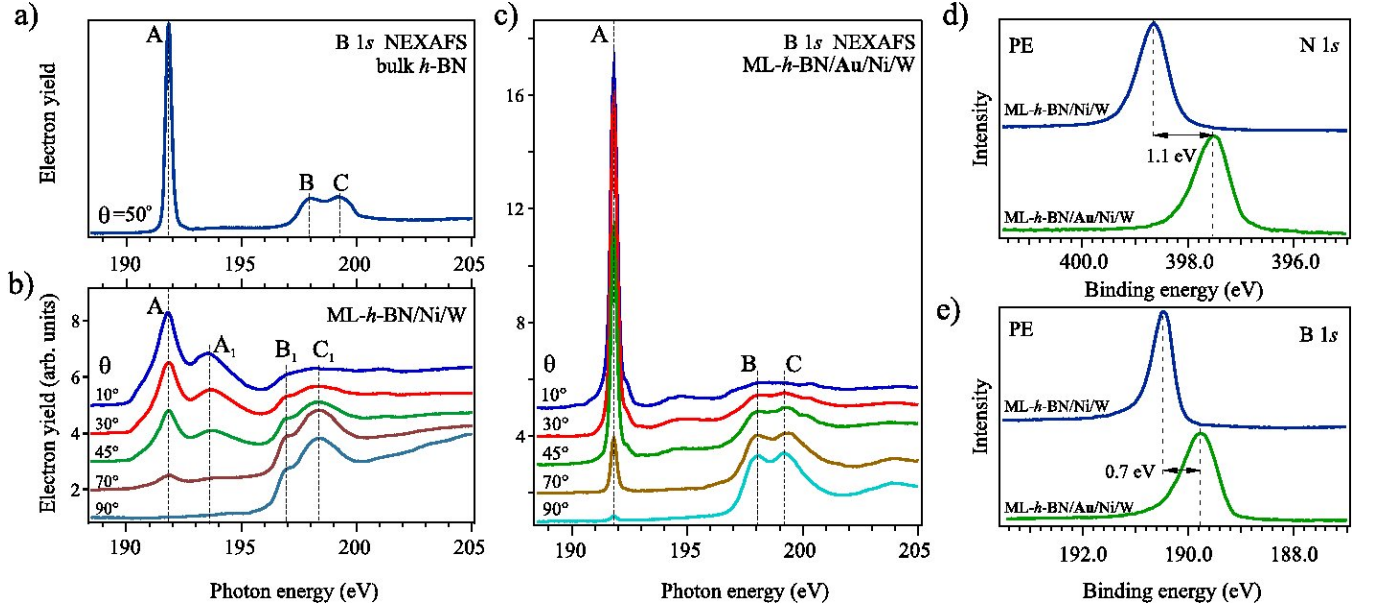 a)
A
B 1s NEXAFS
bulk h-BN
B C
θ =50°
Electron yield
190 195 200 205
b)
A
ML-h-BN/Ni/W
A1
B1 C1
θ
10°
30°
45°
70°
90°
8
6
4
2
Electron yield (arb. units)
190 195 200 205
Photon energy (eV)
c)
A
B 1s NEXAFS
ML-h-BN/Au/Ni/W
16
12
8
4
θ
10°
30°
45°
70°
90°
B C
190 195 200 205
Photon energy (eV)
d)
PE
N 1s
ML-h-BN/Ni/W
1.1 eV
ML-h-BN/Au/Ni/W
Intensity
400.0 398.0 396.0
Binding energy (eV)
e)
PE
B 1s
ML-h-BN/Ni/W
0.7 eV
ML-h-BN/Au/Ni/W
Intensity
192.0 190.0 188.0
Binding energy (eV)